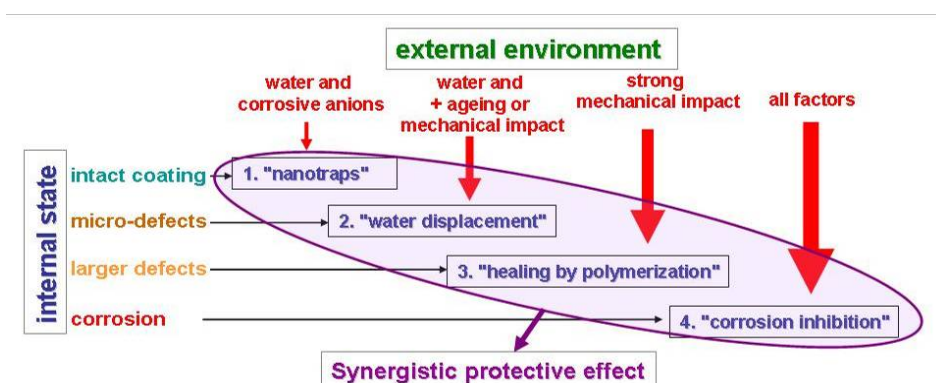 external environment
water and
corrosive anions
water and
+ ageing or
mechanical impact
strong
mechanical impact
all factors
internal state
intact coating
1. "nanotraps"
micro-defects
2. "water displacement"
larger defects
3. "healing by polymerization"
corrosion
4. "corrosion inhibition"
Synergistic protective effect